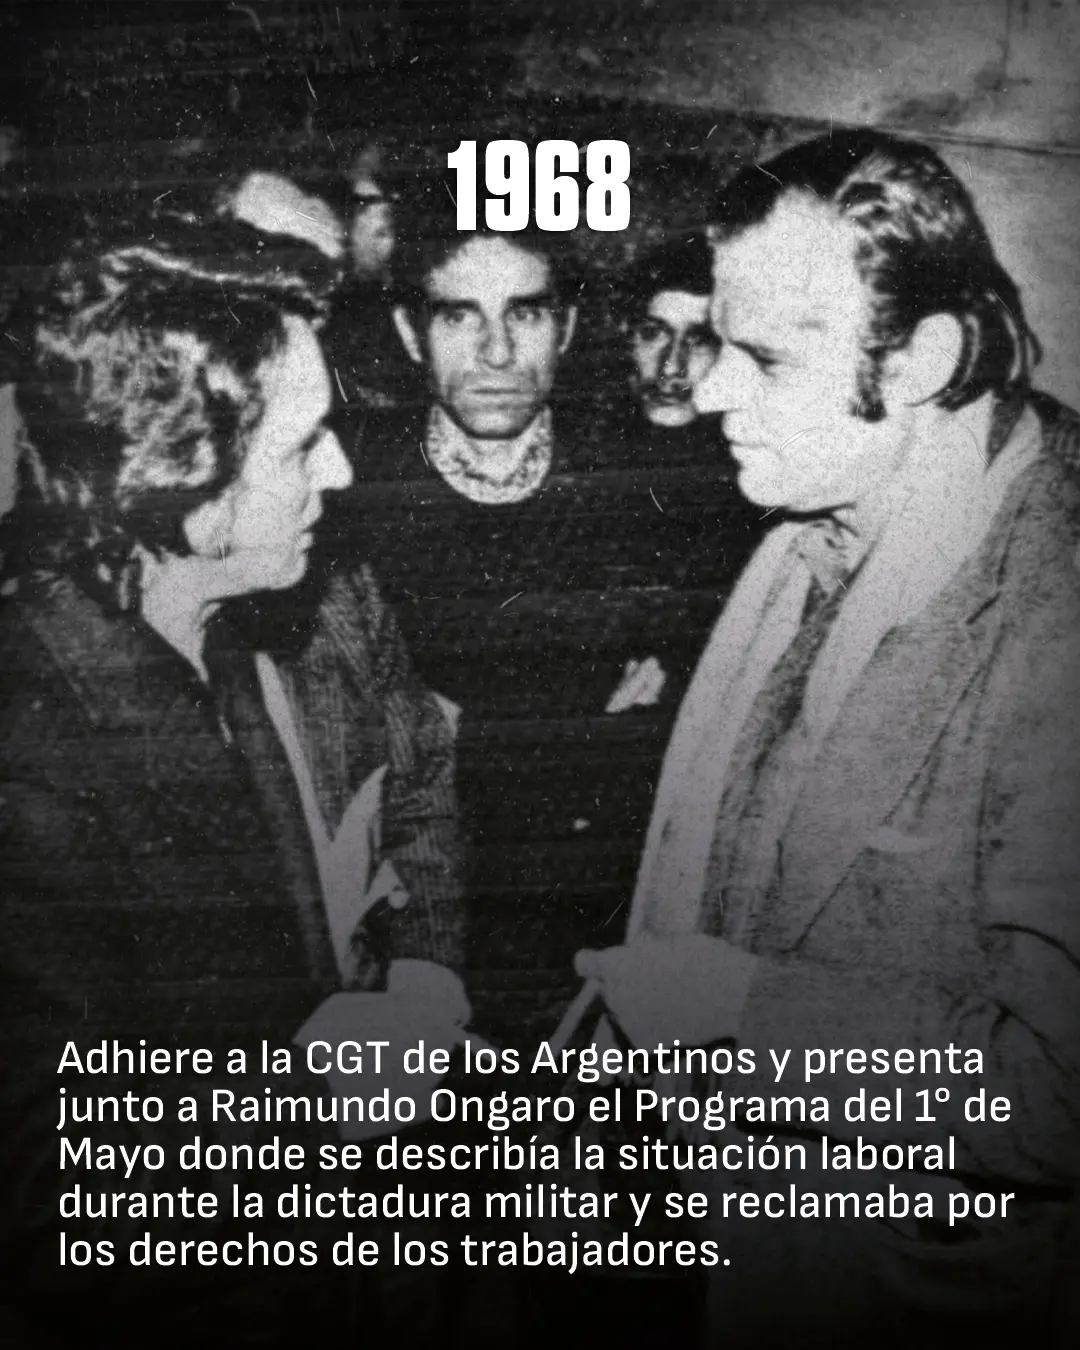 1968
Adhiere a la CGT de los Argentinos y presenta
junto a Raimundo Ongaro el Programa del 1° de
Mayo donde se describía la situación laboral
durante la dictadura militar y se reclamaba por
los derechos de los trabajadores.